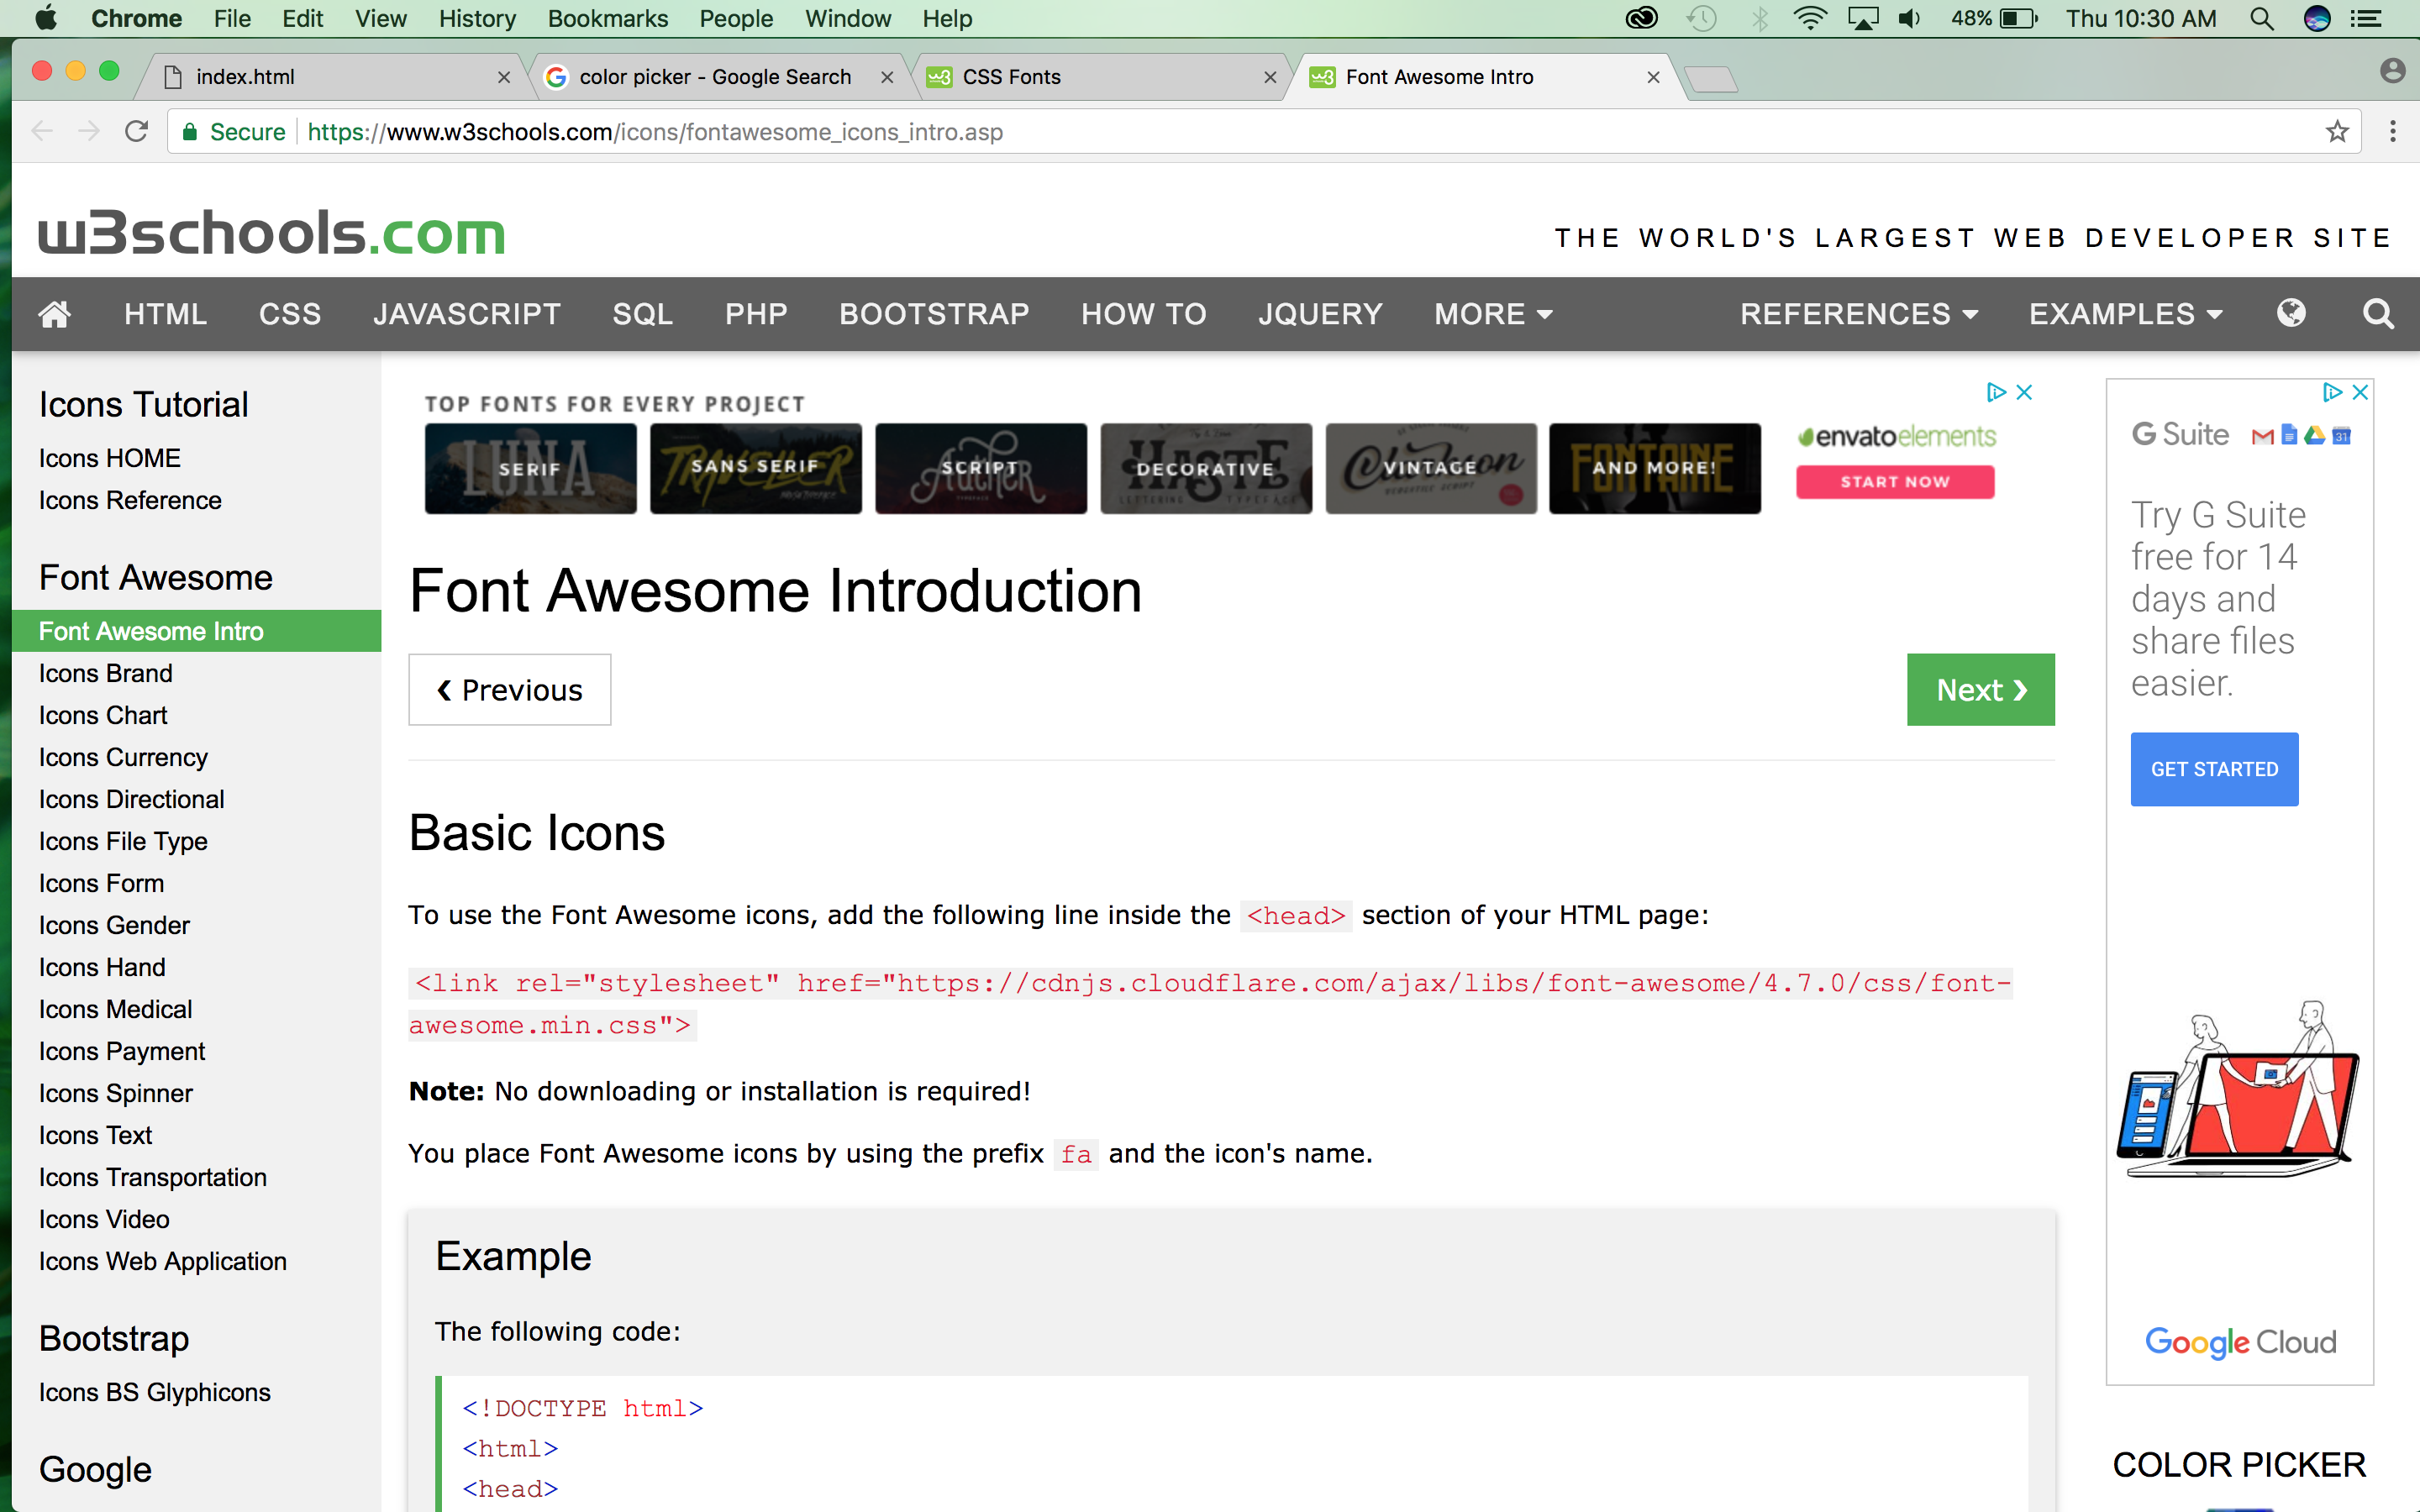 Chrome File Edit View History Bookmarks People Window Help 48% Thu 10:30 AM
index.html color picker - Google Search CSS Fonts Font Awesome Intro
Secure https://www.w3schools.com/icons/fontawesome_icons_intro.asp
w3schools.com THE WORLD'S LARGEST WEB DEVELOPER SITE
HTML CSS JAVASCRIPT SQL PHP BOOTSTRAP HOW TO JQUERY MORE REFERENCES EXAMPLES
Icons Tutorial
Icons HOME
Icons Reference
Font Awesome
Font Awesome Intro
Icons Brand
Icons Chart
Icons Currency
Icons Directional
Icons File Type
Icons Form
Icons Gender
Icons Hand
Icons Medical
Icons Payment
Icons Spinner
Icons Text
Icons Transportation
Icons Video
Icons Web Application
Bootstrap
Icons BS Glyphicons
Google
TOP FONTS FOR EVERY PROJECT
SERIF SANS SERIF SCRIPT DECORATIVE VINTAGE AND MORE!
LUNA TRAVELLER Auther HASTE FONTAINE
envatoelements
START NOW
Font Awesome Introduction
❮ Previous Next ❯
Basic Icons
To use the Font Awesome icons, add the following line inside the <head> section of your HTML page:
<link rel="stylesheet" href="https://cdnjs.cloudflare.com/ajax/libs/font-awesome/4.7.0/css/font-
awesome.min.css">
Note: No downloading or installation is required!
You place Font Awesome icons by using the prefix fa and the icon's name.
Example
The following code:
<!DOCTYPE html>
<html>
<head>
G Suite 31
Try G Suite
free for 14
days and
share files
easier.
GET STARTED
Google Cloud
COLOR PICKER